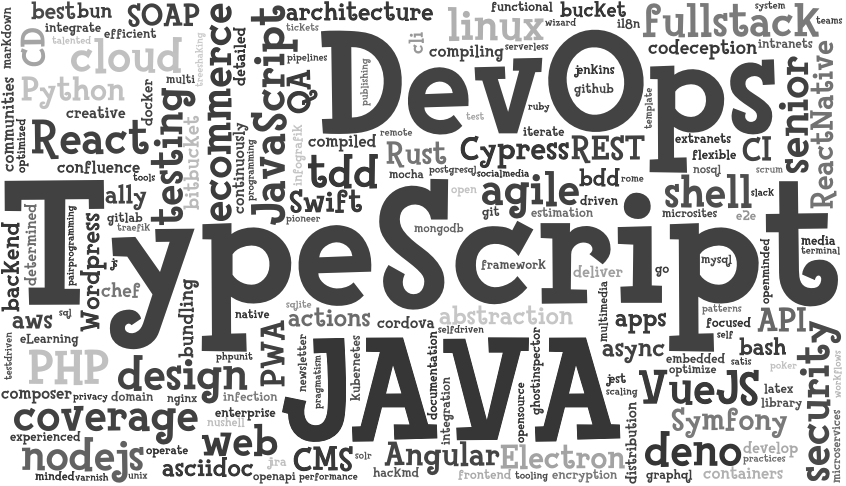 markdown
bestbun
SOAP
architecture
functional
bucket
system
integrate
efficient
tickets
linux
wizard
il8n
fullstack
teams
CD
talented
treeshaking
detailed
cli
serverless
codeception
intranets
cloud
pipelines
compiling
DevOps
jenkins
github
communities
Python
docker
multi
ecommerce
JavaScript
QA
publishing
ruby
template
senior
ReactNative
optimized
creative
testing
bitbucket
continuously
programming
infografik
test
iterate
extranets
React
compiled
remote
Rust
Cypress
REST
flexible
CI
confluence
tools
tdd
mocha
postgresql
socialmedia
bdd
rome
nosql
scrum
ally
Swift
open
agile
driven
shell
slack
gitlab
traefik
pioneer
git
estimation
microsites
e2e
backend
determined
pairprogramming
Wordpress
TypeScript
mongodb
media
terminal
js
framework
go
mysql
openminded
chef
deliver
aws
sql
bundling
native
sqlite
actions
cordova
abstraction
multimedia
apps
patterns
focused
API
eLearning
selfdriven
self
testdriven
PHP
phpunit
PWA
newsletter
pragmatism
kubernetes
JAVA
documentation
integration
ghostinspector
opensource
async
embedded
satis
bash
optimize
poker
workflows
security
design
jest
scaling
VueJS
latex
library
composer
privacy
domain
nginx
infection
coverage
enterprise
nushell
distribution
Symfony
microservices
experienced
nodejs
operate
web
deno
develop
practices
asciidoc
jra
CMS
solr
Angular
Electron
minded
varnish
unix
openapi
performance
hacKmd
frontend
tooling
encryption
graphql
containers